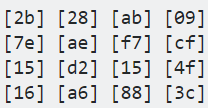 [2b] [28] [ab] [09]
[7e] [ae] [f7] [cf]
[15] [d2] [15] [4f]
[16] [a6] [88] [3c]